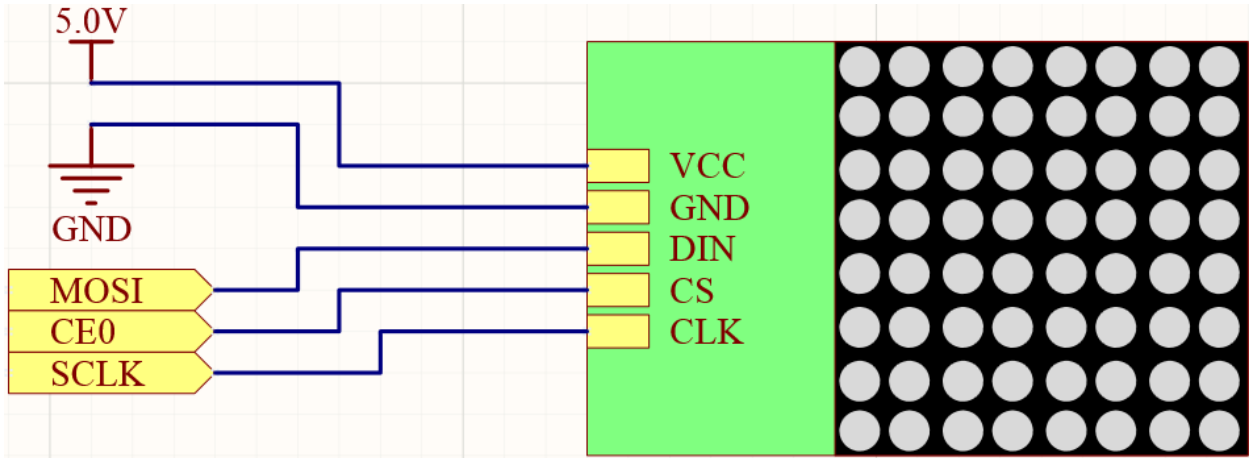 5.0V
GND
MOSI
CE0
SCLK
VCC
GND
DIN
CS
CLK